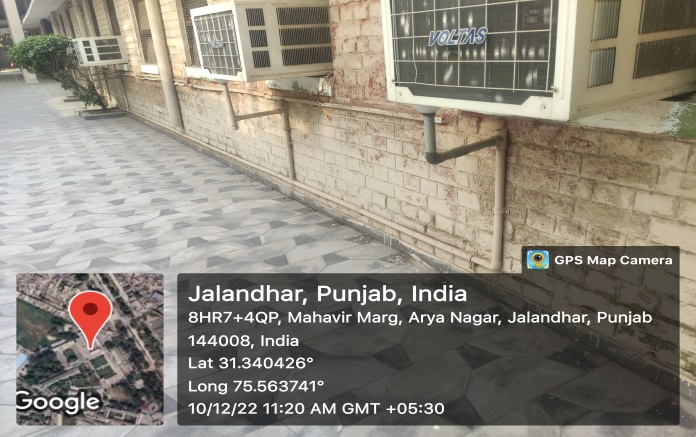 VOLTAS
GPS Map Camera
Jalandhar, Punjab, India
8HR7+4QP, Mahavir Marg, Arya Nagar, Jalandhar, Punjab
144008, India
Lat 31.340426°
Long 75.563741°
10/12/22 11:20 AM GMT +05:30
Google